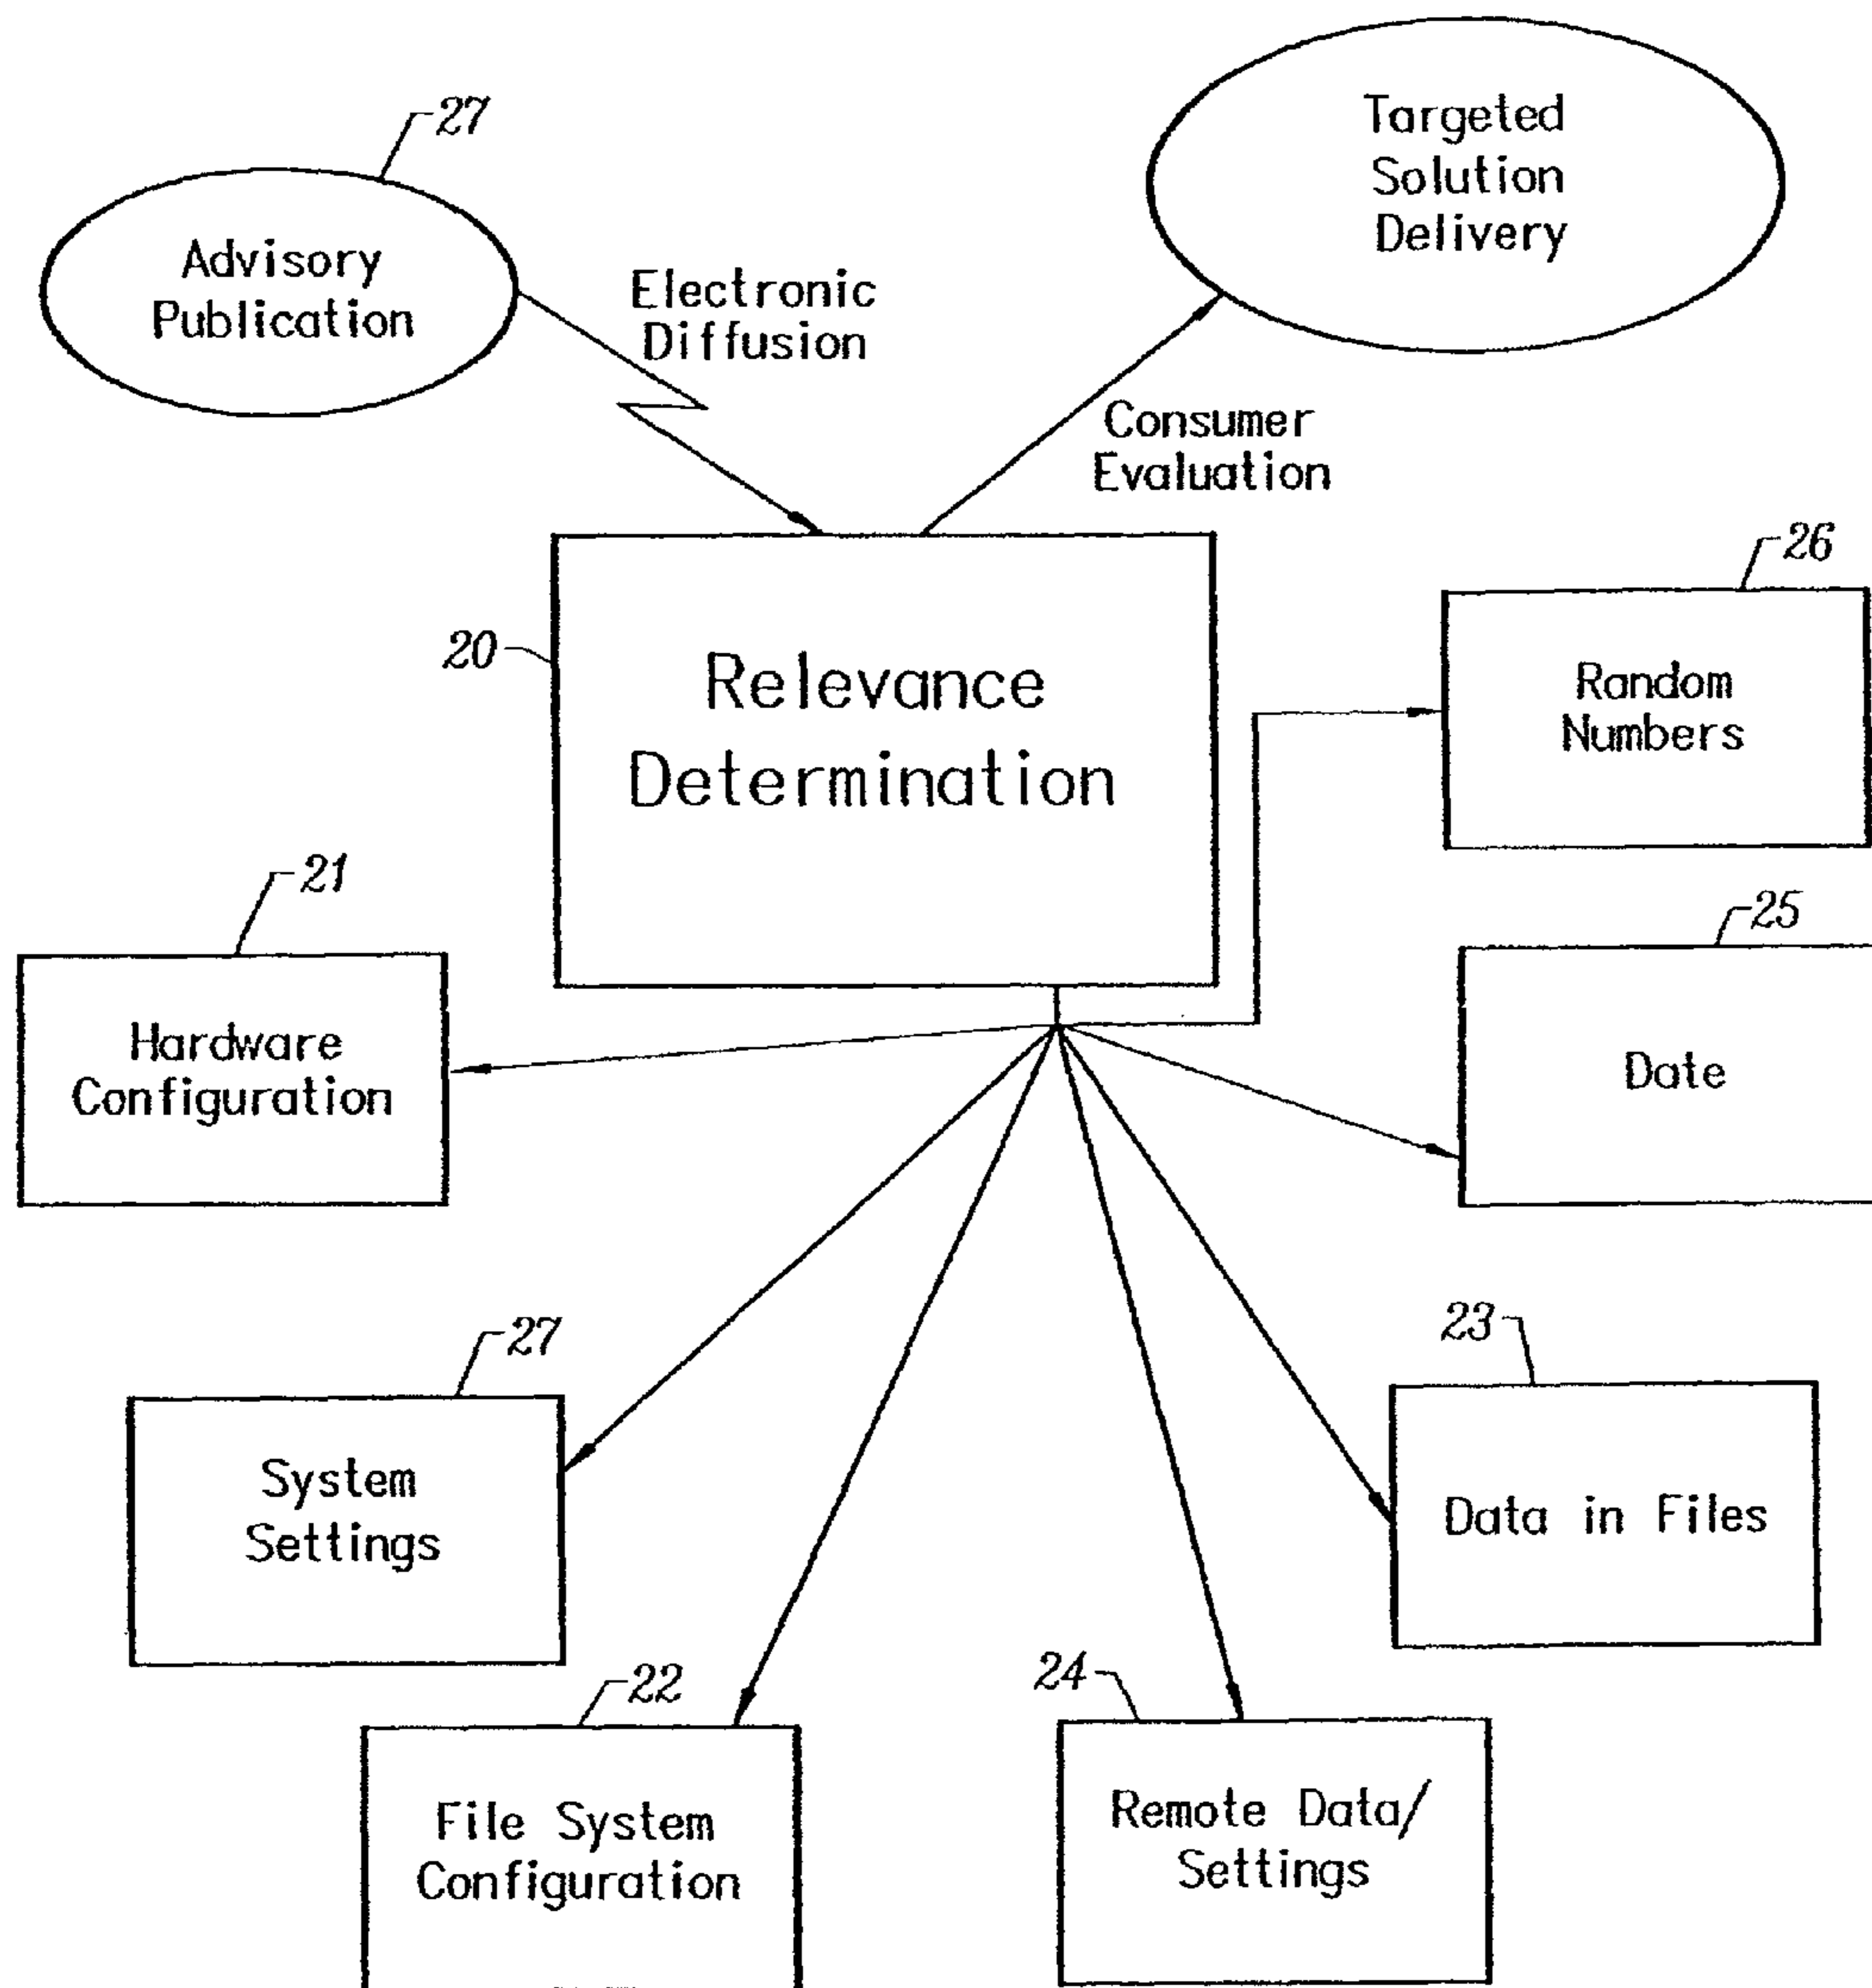 27
Advisory
Publication
Electronic
Diffusion
Targeted
Solution
Delivery
Consumer
Evaluation
20
Relevance
Determination
26
Random
Numbers
21
Hardware
Configuration
25
Date
27
System
Settings
23
Data in Files
22
File System
Configuration
24
Remote Data/
Settings